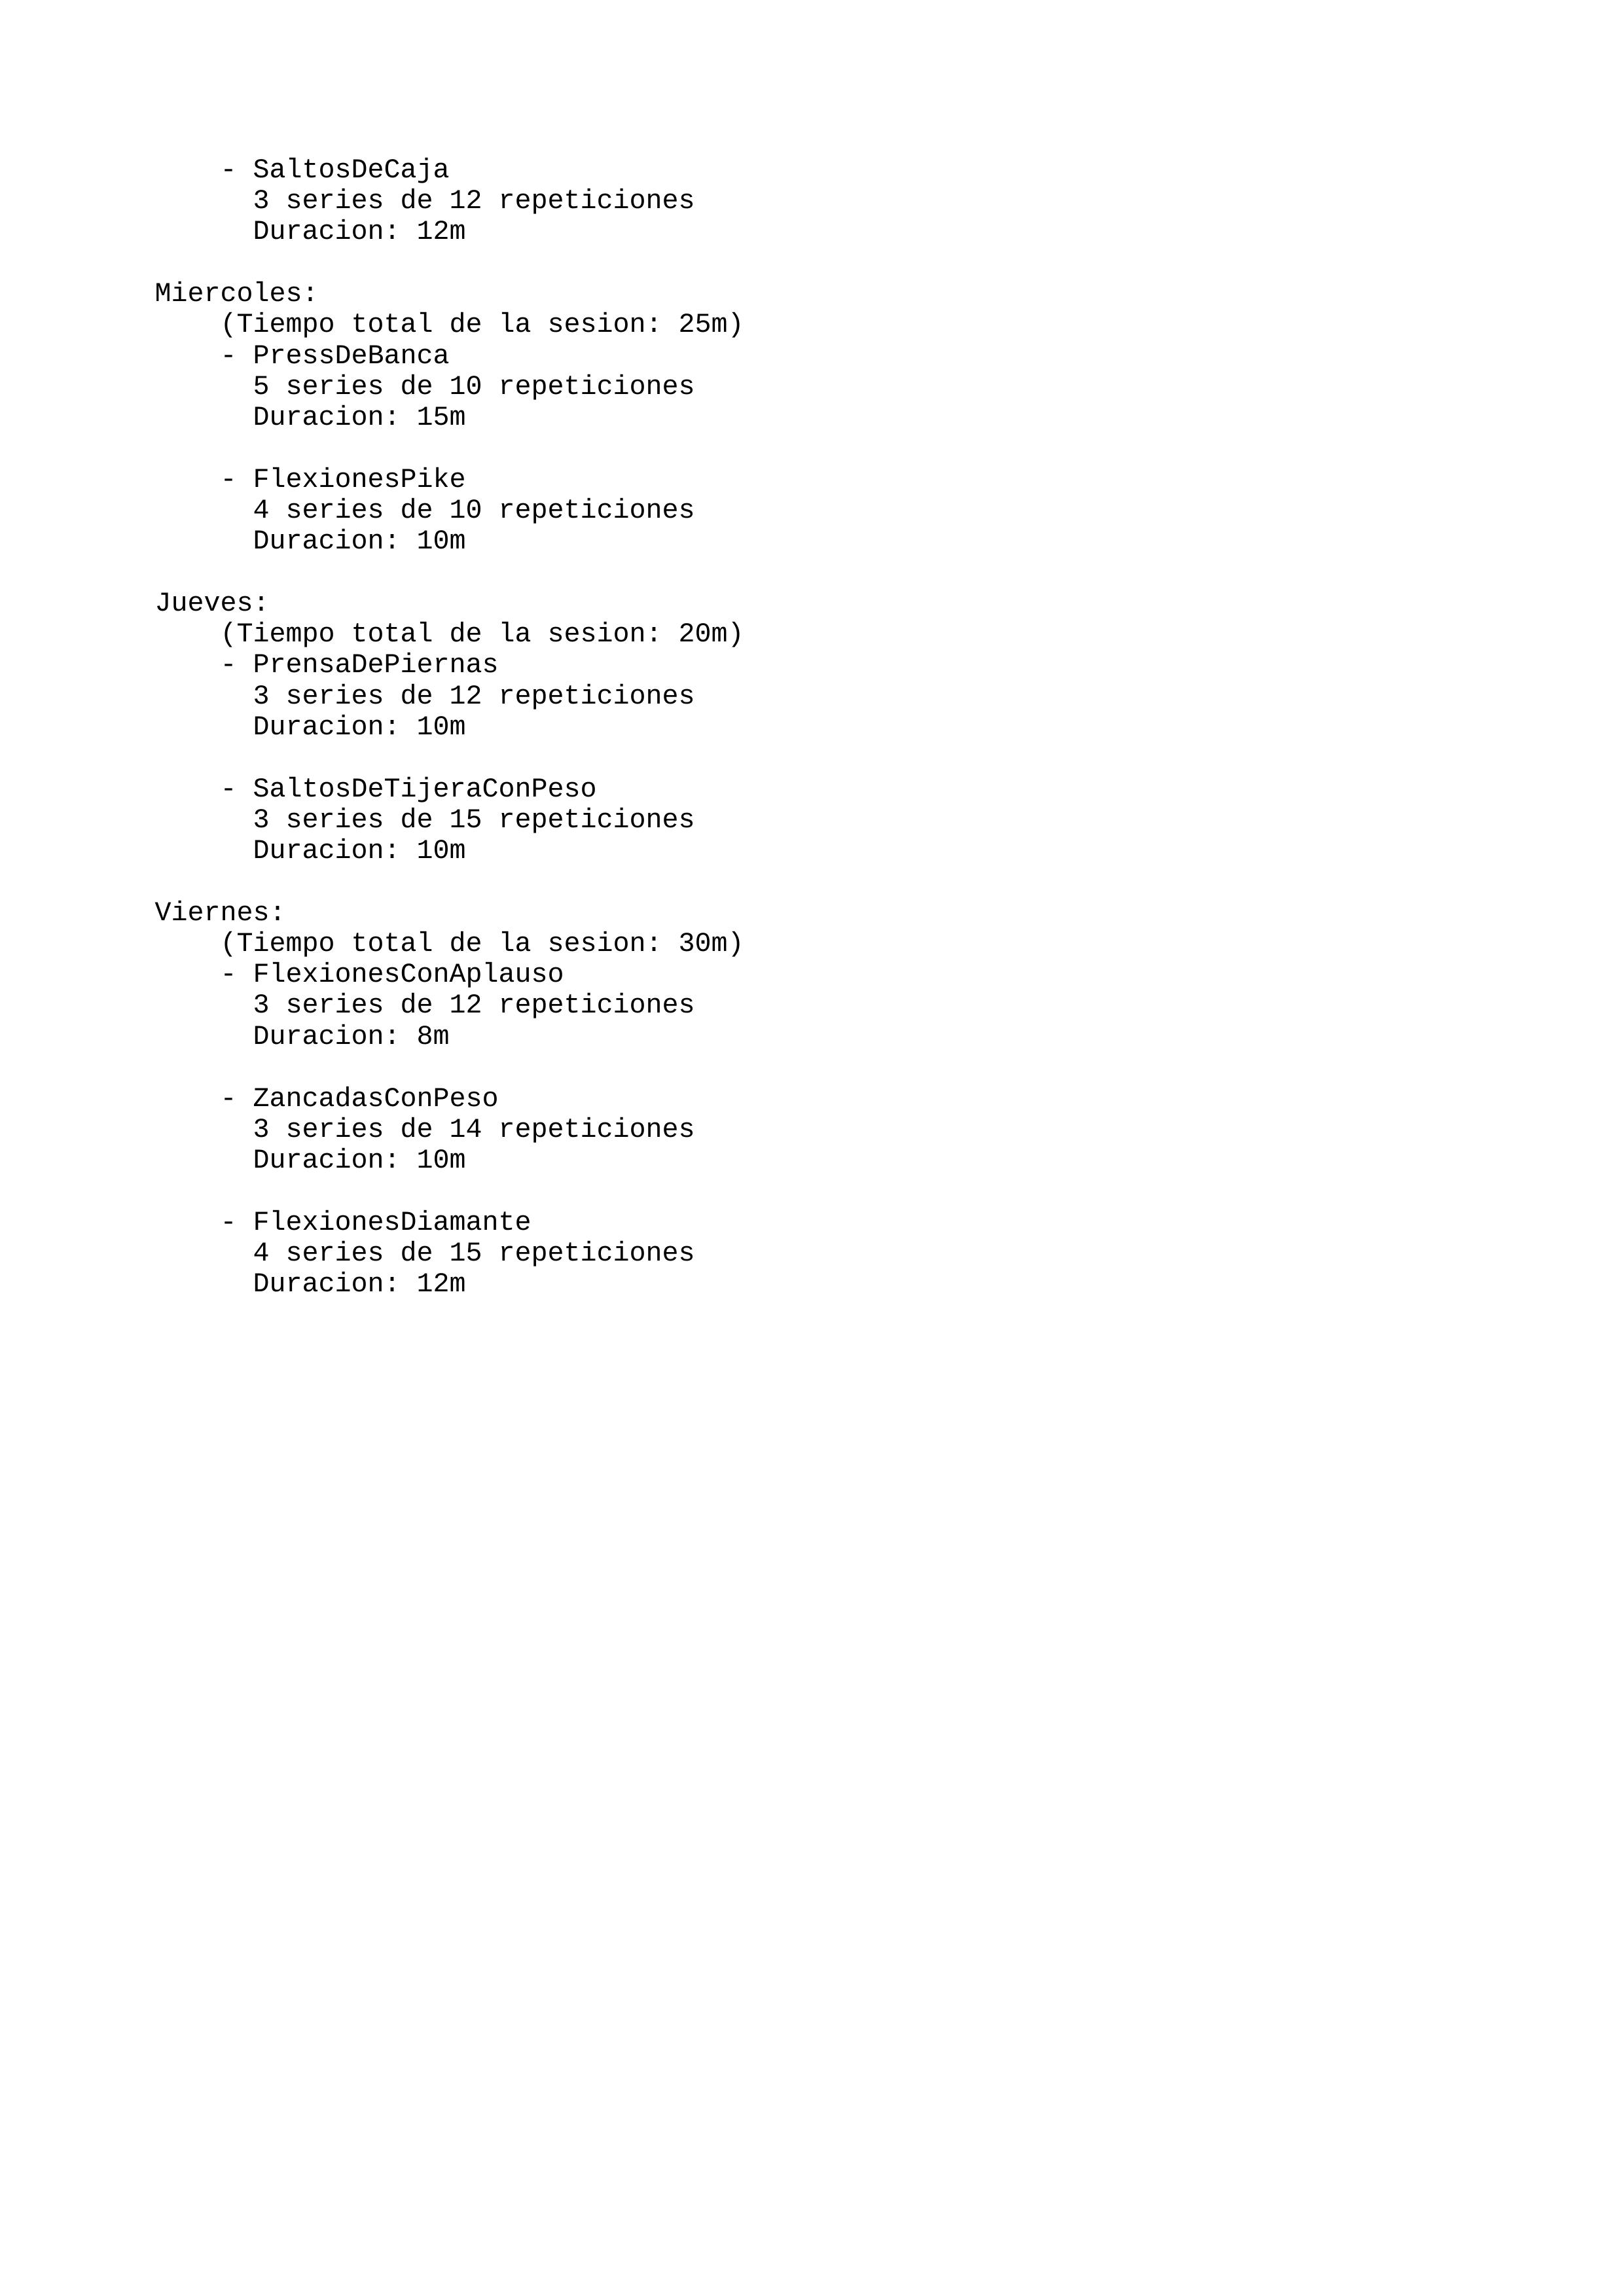 - SaltosDeCaja
3 series de 12 repeticiones
Duracion: 12m
Miercoles:
(Tiempo total de la sesion: 25m)
- PressDeBanca
5 series de 10 repeticiones
Duracion: 15m
- FlexionesPike
4 series de 10 repeticiones
Duracion: 10m
Jueves:
(Tiempo total de la sesion: 20m)
- PrensaDePiernas
3 series de 12 repeticiones
Duracion: 10m
- SaltosDeTijeraConPeso
3 series de 15 repeticiones
Duracion: 10m
Viernes:
(Tiempo total de la sesion: 30m)
- FlexionesConAplauso
3 series de 12 repeticiones
Duracion: 8m
- ZancadasConPeso
3 series de 14 repeticiones
Duracion: 10m
- FlexionesDiamante
4 series de 15 repeticiones
Duracion: 12m